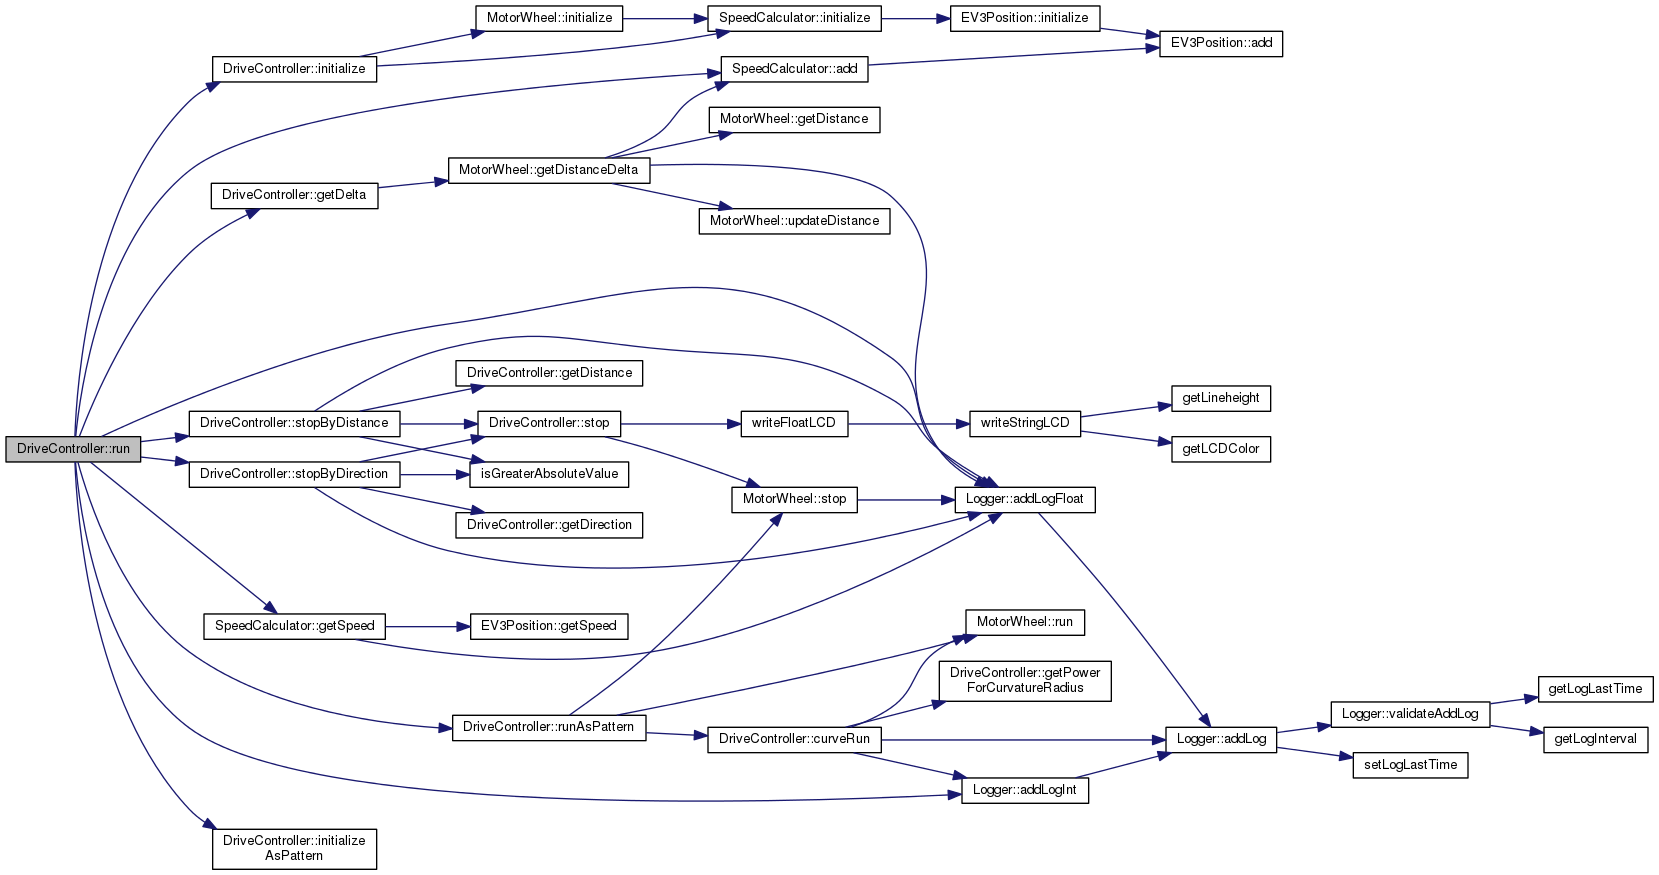 MotorWheel::initialize
SpeedCalculator::initialize
EV3Position::initialize
EV3Position::add
DriveController::initialize
SpeedCalculator::add
MotorWheel::getDistance
MotorWheel::getDistanceDelta
DriveController::getDelta
MotorWheel::updateDistance
DriveController::getDistance
getLineheight
DriveController::stopByDistance
DriveController::stop
writeFloatLCD
writeStringLCD
DriveController::run
getLCDColor
DriveController::stopByDirection
isGreaterAbsoluteValue
MotorWheel::stop
Logger::addLogFloat
DriveController::getDirection
SpeedCalculator::getSpeed
EV3Position::getSpeed
MotorWheel::run
DriveController::getPower
ForCurvatureRadius
getLogLastTime
Logger::validateAddLog
DriveController::runAsPattern
DriveController::curveRun
Logger::addLog
getLogInterval
setLogLastTime
Logger::addLogInt
DriveController::initialize
AsPattern